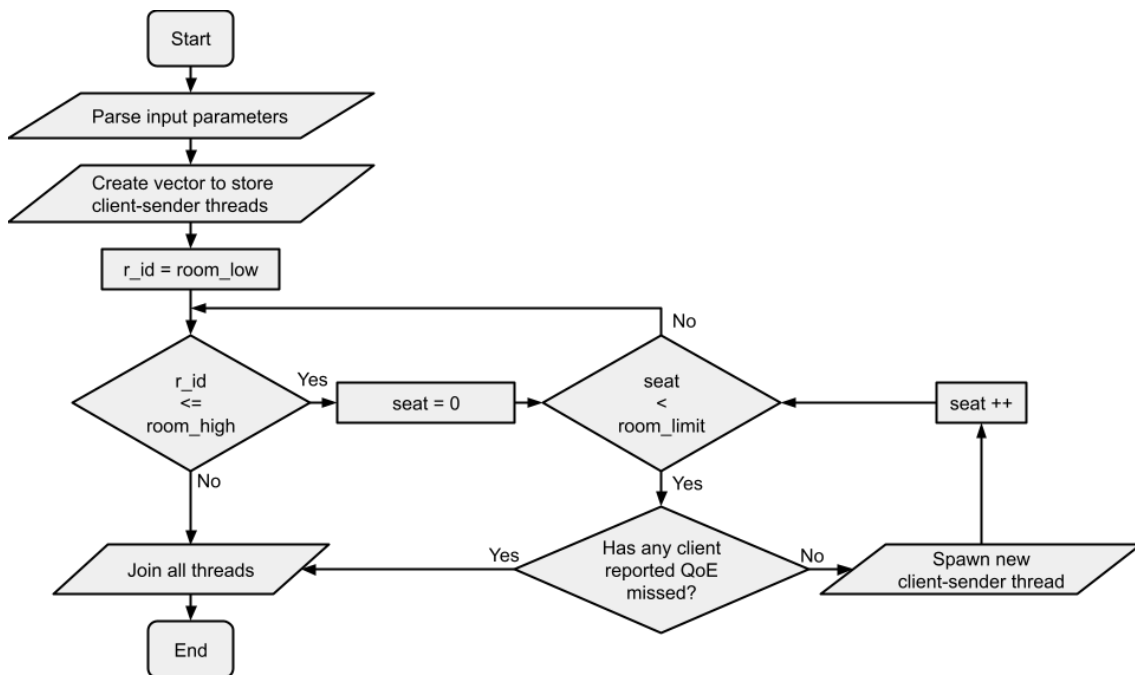 Start
Parse input parameters
Create vector to store
client-sender threads
r_id = room_low
No
r_id
<=
room_high
Yes
seat = 0
seat
<
room_limit
seat ++
No
Yes
Join all threads
Yes
Has any client
reported QoE
missed?
No
Spawn new
client-sender thread
End